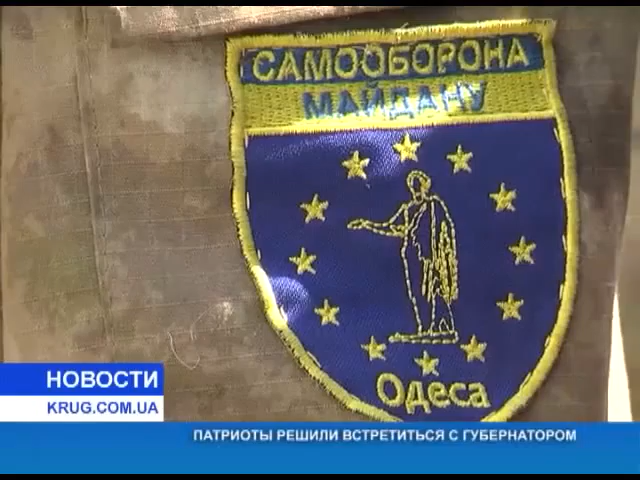 САМООБОРОНА
МАЙДАНУ
Одеса
НОВОСТИ
KRUG.COM.UA
ПАТРИОТЫ РЕШИЛИ ВСТРЕТИТЬСЯ С ГУБЕРНАТОРОМ